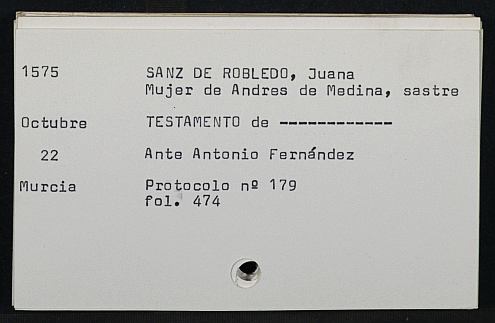 1575 SANZ DE ROBLEDO, Juana
Mujer de Andres de Medina, sastre
Octubre TESTAMENTO de ------------
22 Ante Antonio Fernández
Murcia Protocolo nº 179
fol. 474